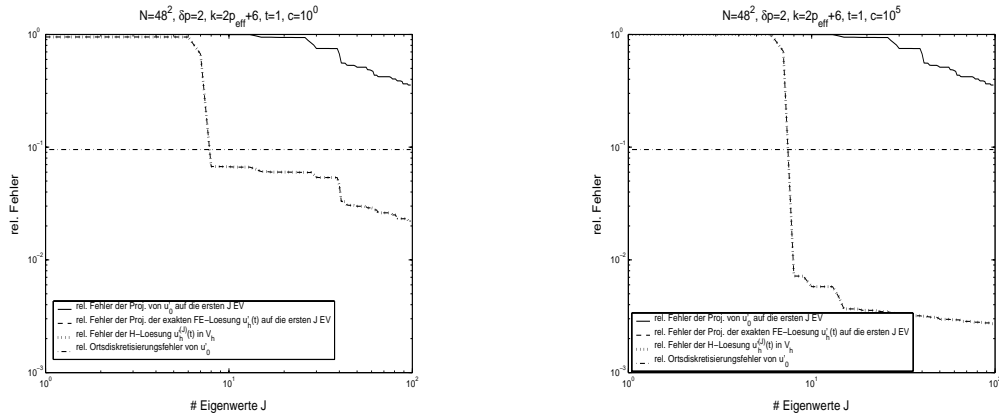 N=48², δp=2, k=2p_eff+6, t=1, c=10⁰
rel. Fehler
10⁰
10⁻¹
10⁻²
10⁻³
rel. Fehler der Proj. von u'₀ auf die ersten J EV
rel. Fehler der Proj. der exakten FE−Loesung u'ₕ(t) auf die ersten J EV
rel. Fehler der H−Loesung u'ₕ⁽ᴶ⁾(t) in Vₕ
rel. Ortsdiskretisierungsfehler von u'₀
10⁰ 10¹ 10²
# Eigenwerte J
N=48², δp=2, k=2p_eff+6, t=1, c=10⁵
rel. Fehler
10⁰
10⁻¹
10⁻²
10⁻³
rel. Fehler der Proj. von u'₀ auf die ersten J EV
rel. Fehler der Proj. der exakten FE−Loesung u'ₕ(t) auf die ersten J EV
rel. Fehler der H−Loesung u'ₕ⁽ᴶ⁾(t) in Vₕ
rel. Ortsdiskretisierungsfehler von u'₀
10⁰ 10¹ 10²
# Eigenwerte J